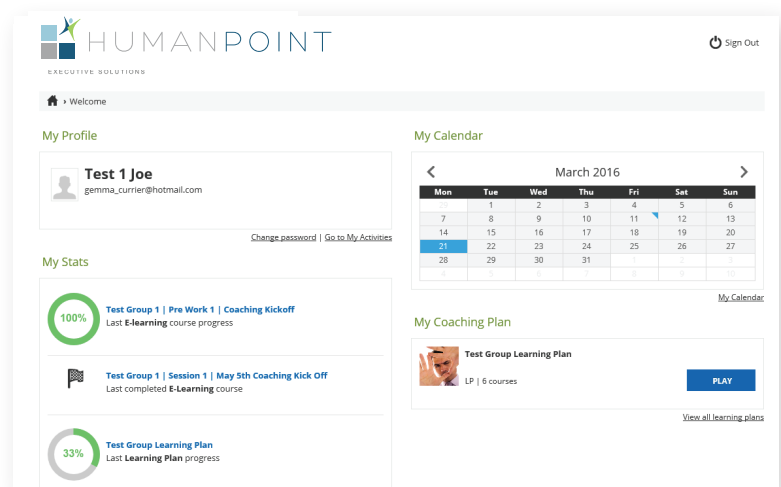 HUMANPOINT
EXECUTIVE SOLUTIONS
Sign Out
› Welcome
My Profile
Test 1 Joe
gemma_currier@hotmail.com
Change password | Go to My Activities
My Stats
100%
Test Group 1 | Pre Work 1 | Coaching Kickoff
Last E-learning course progress
Test Group 1 | Session 1 | May 5th Coaching Kick Off
Last completed E-Learning course
33%
Test Group Learning Plan
Last Learning Plan progress
My Calendar
March 2016
Mon Tue Wed Thu Fri Sat Sun
29 1 2 3 4 5 6
7 8 9 10 11 12 13
14 15 16 17 18 19 20
21 22 23 24 25 26 27
28 29 30 31 1 2 3
4 5 6 7 8 9 10
My Calendar
My Coaching Plan
Test Group Learning Plan
LP | 6 courses
PLAY
View all learning plans